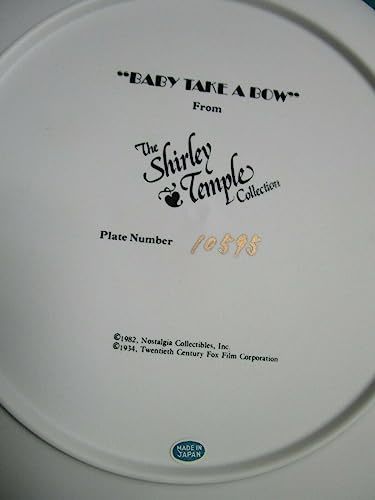 "BABY TAKE A BOW"
From
The
Shirley
Temple
Collection
Plate Number 10595
©1982, Nostalgia Collectibles, Inc.
©1934, Twentieth Century Fox Film Corporation
MADE IN
JAPAN